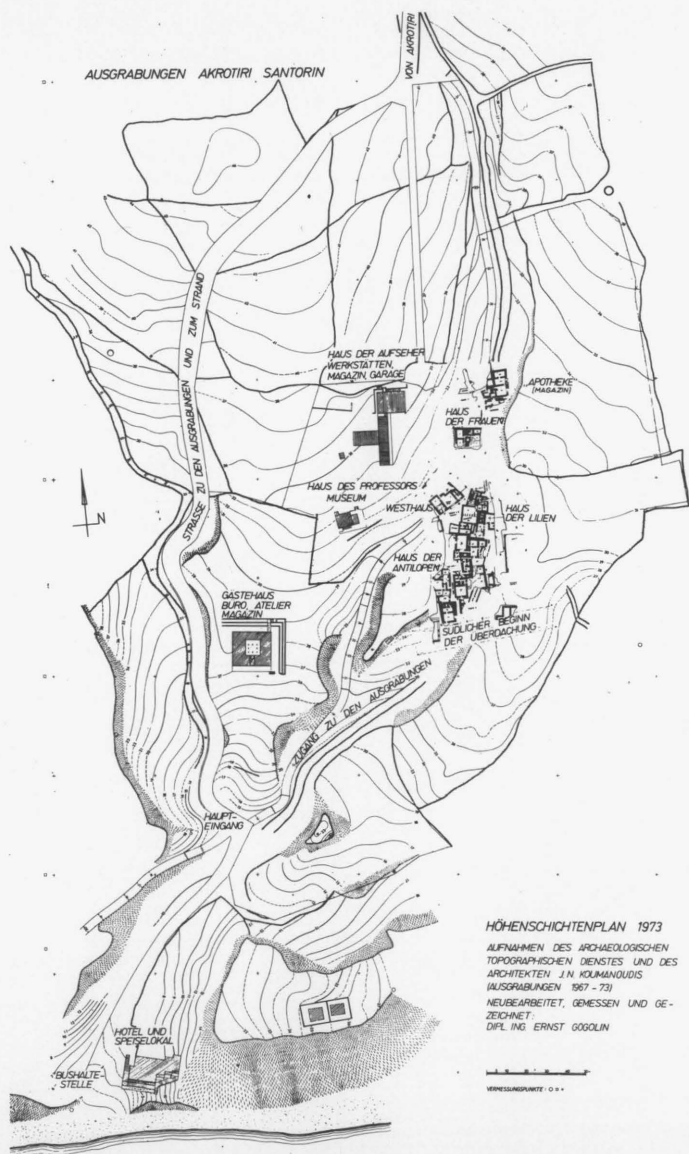 AUSGRABUNGEN AKROTIRI SANTORIN
VON AKROTIRI
STRASSE ZU DEN AUSGRABUNGEN UND ZUM STRAND
HAUS DER AUFSEHER
WERKSTÄTTEN,
MAGAZIN, GARAGE
APOTHEKE
(MAGAZIN)
HAUS
DER FRAUEN
HAUS DES PROFESSORS
MUSEUM
WESTHAUS
HAUS
DER LILIEN
N
HAUS DER
ANTILOPEN
GÄSTEHAUS
BÜRO, ATELIER
MAGAZIN
SÜDLICHER BEGINN
DER ÜBERDACHUNG
ZUGANG ZU DEN AUSGRABUNGEN
HAUPT-
EINGANG
HÖHENSCHICHTENPLAN 1973
AUFNAHMEN DES ARCHAEOLOGISCHEN
TOPOGRAPHISCHEN DIENSTES UND DES
ARCHITEKTEN J.N. KOUMANOUDIS
(AUSGRABUNGEN 1967 - 73)
NEUBEARBEITET, GEMESSEN UND GE-
ZEICHNET:
DIPL. ING. ERNST GOGOLIN
HOTEL UND
SPEISELOKAL
BUSHALTE-
STELLE
VERMESSUNGSPUNKTE: